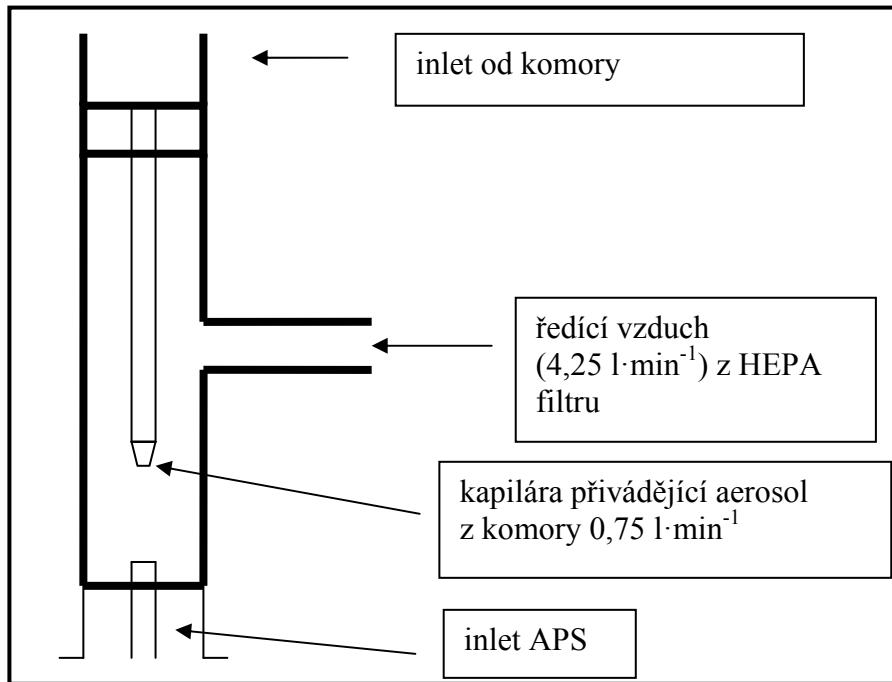 inlet od komory
ředící vzduch
(4,25 l·min⁻¹) z HEPA
filtru
kapilára přivádějící aerosol
z komory 0,75 l·min⁻¹
inlet APS